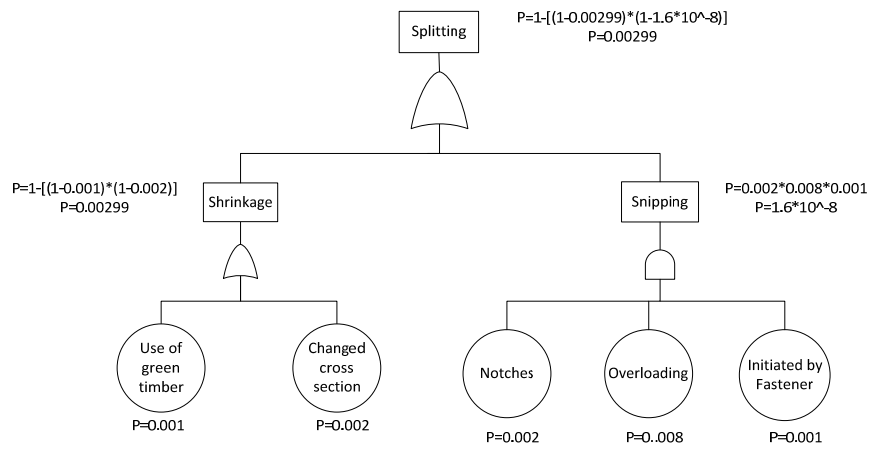 Splitting
P=1-[(1-0.00299)*(1-1.6*10^-8)]
P=0.00299
P=1-[(1-0.001)*(1-0.002)]
P=0.00299
Shrinkage
Snipping
P=0.002*0.008*0.001
P=1.6*10^-8
Use of
green
timber
Changed
cross
section
Notches
Overloading
Initiated by
Fastener
P=0.001
P=0.002
P=0.002
P=0..008
P=0.001